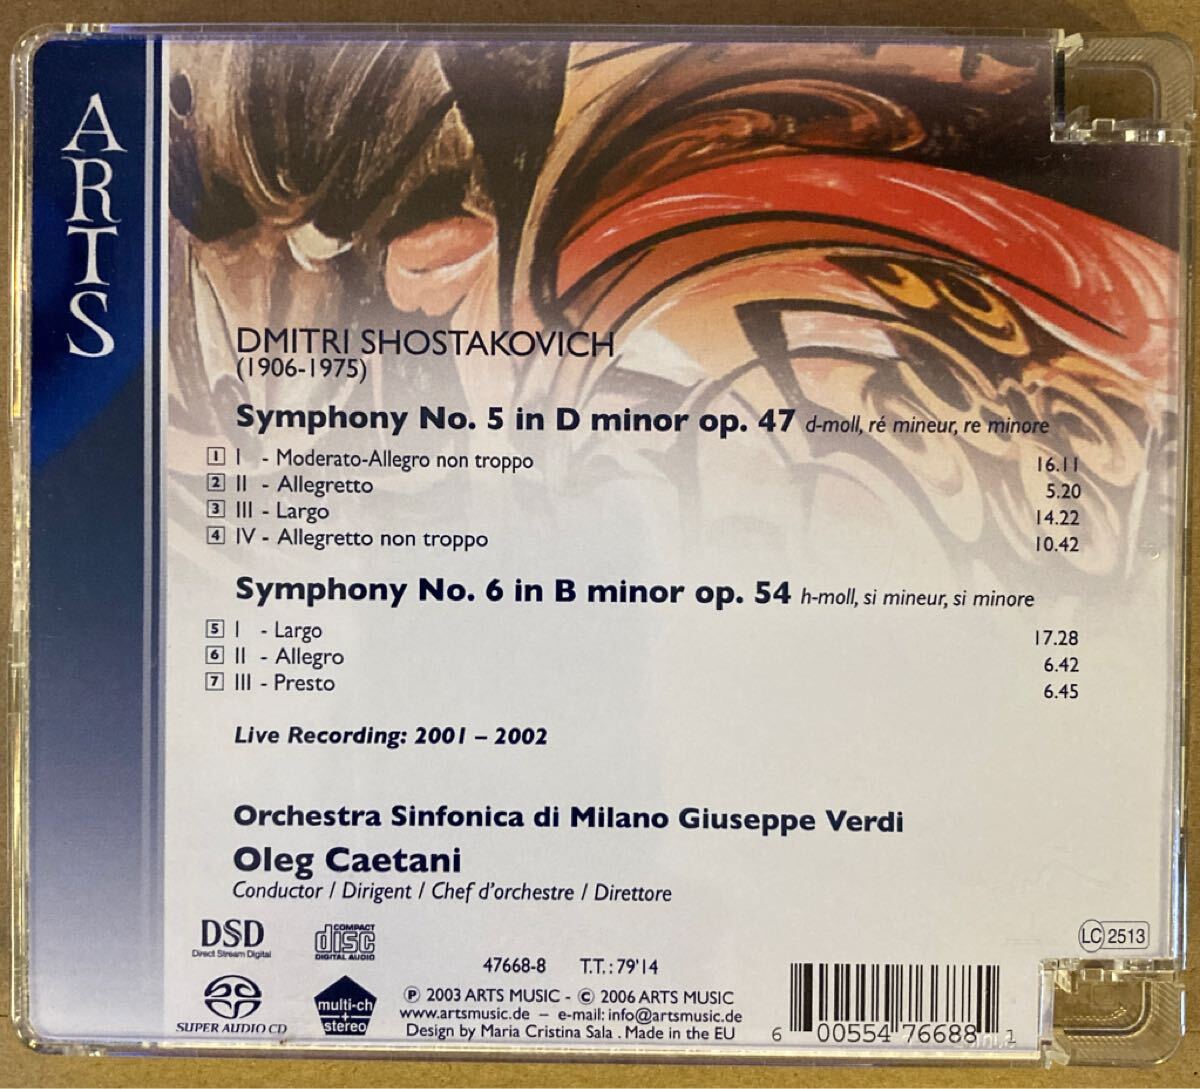 ARTS
DMITRI SHOSTAKOVICH
(1906-1975)
Symphony No. 5 in D minor op. 47 d-moll, ré mineur, re minore
1 I - Moderato-Allegro non troppo 16.11
2 II - Allegretto 5.20
3 III - Largo 14.22
4 IV - Allegretto non troppo 10.42
Symphony No. 6 in B minor op. 54 h-moll, si mineur, si minore
5 I - Largo 17.28
6 II - Allegro 6.42
7 III - Presto 6.45
Live Recording: 2001 – 2002
Orchestra Sinfonica di Milano Giuseppe Verdi
Oleg Caetani
Conductor / Dirigent / Chef d'orchestre / Direttore
DSD
Direct Stream Digital
COMPACT
disc
DIGITAL AUDIO
SUPER AUDIO CD
multi-ch
+
stereo
47668-8 T.T.: 79'14
℗ 2003 ARTS MUSIC - © 2006 ARTS MUSIC
www.artsmusic.de – e-mail: info@artsmusic.de
Design by Maria Cristina Sala . Made in the EU
LC 2513
6 00554 76688 1